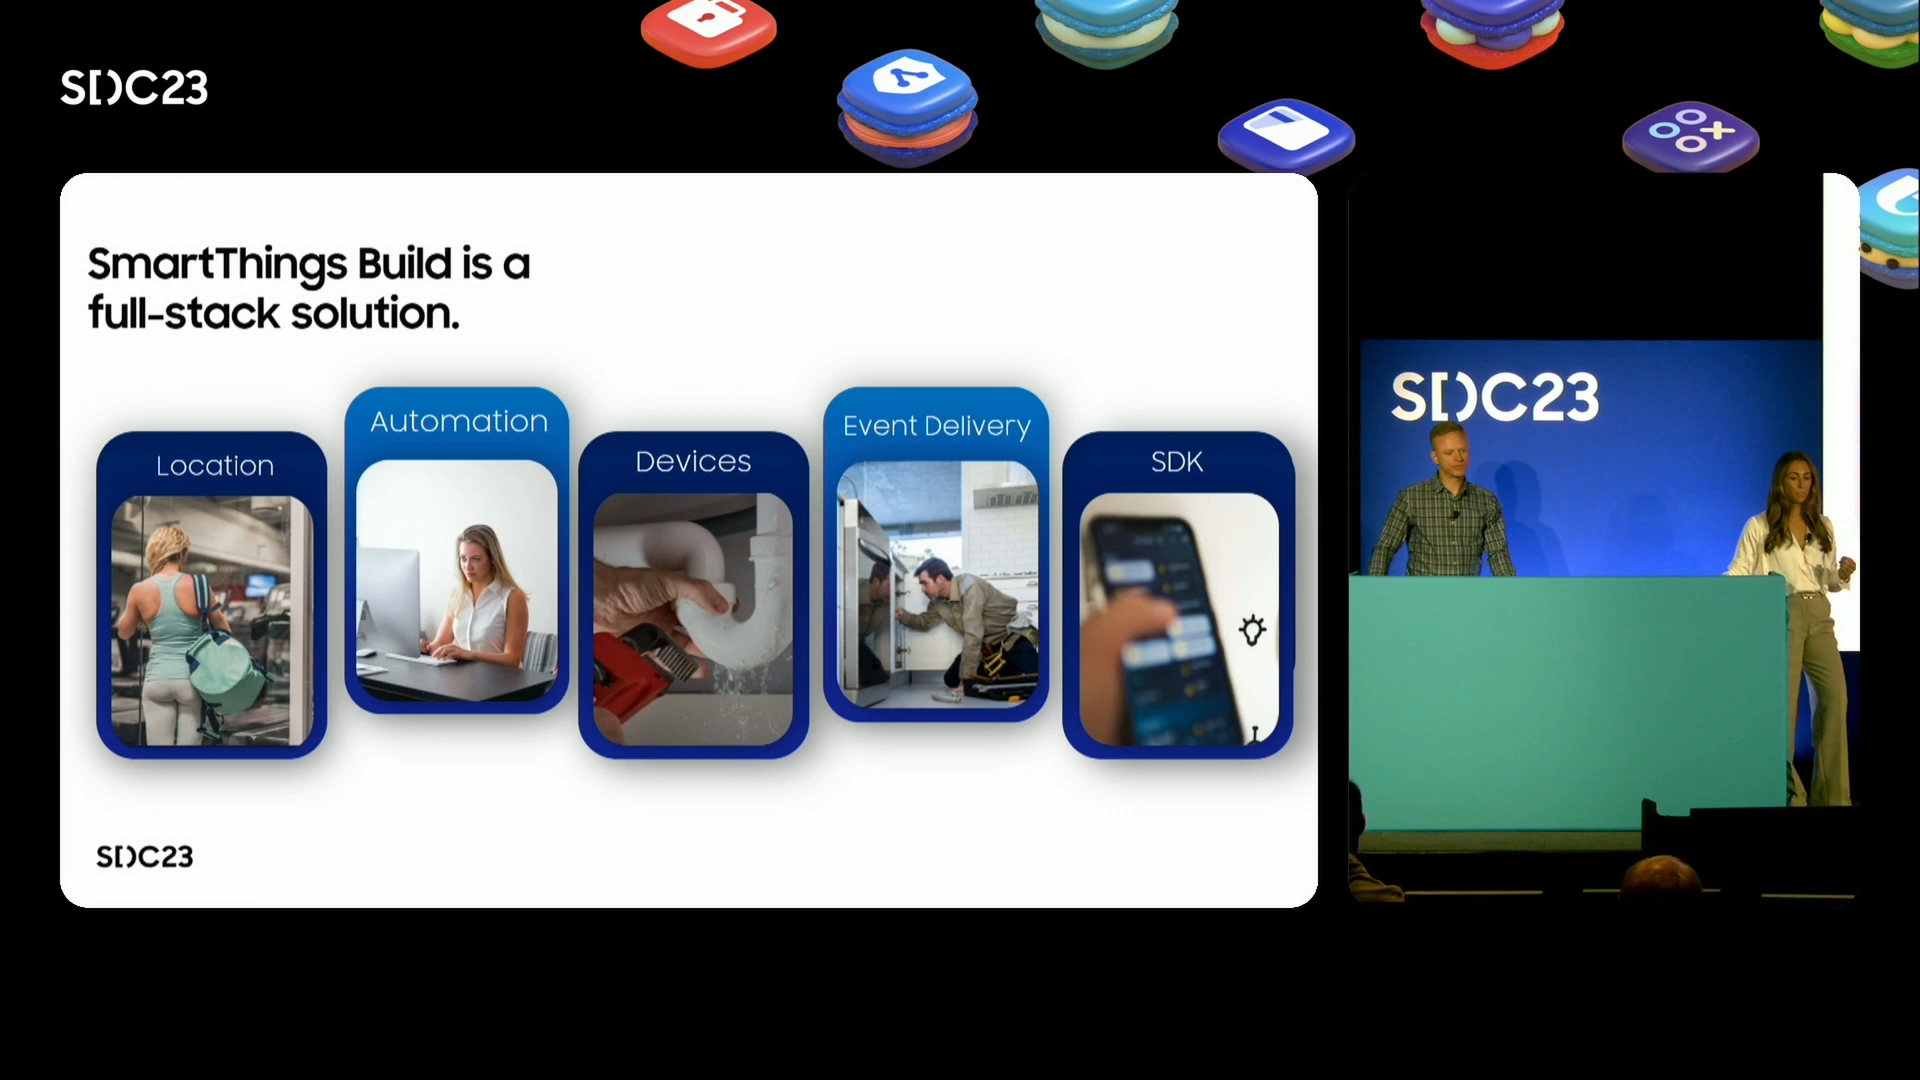 SDC23
SmartThings Build is a
full-stack solution.
Location
Automation
Devices
Event Delivery
SDK
SDC23
SDC23